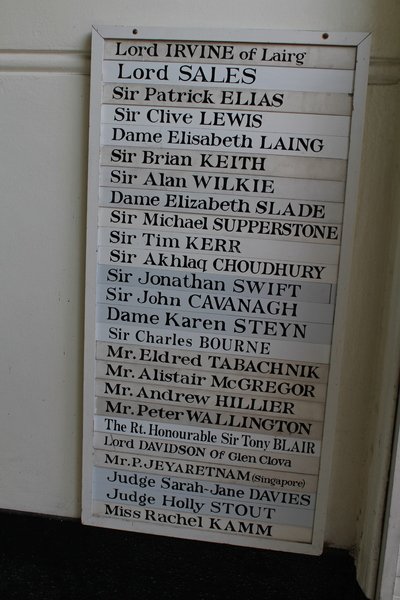 Lord IRVINE of Lairg
Lord SALES
Sir Patrick ELIAS
Sir Clive LEWIS
Dame Elisabeth LAING
Sir Brian KEITH
Sir Alan WILKIE
Dame Elizabeth SLADE
Sir Michael SUPPERSTONE
Sir Tim KERR
Sir Akhlaq CHOUDHURY
Sir Jonathan SWIFT
Sir John CAVANAGH
Dame Karen STEYN
Sir Charles BOURNE
Mr. Eldred TABACHNIK
Mr. Alistair McGREGOR
Mr. Andrew HILLIER
Mr. Peter WALLINGTON
The Rt. Honourable Sir Tony BLAIR
Lord DAVIDSON of Glen Clova
Mr. P. JEYARETNAM (Singapore)
Judge Sarah-Jane DAVIES
Judge Holly STOUT
Miss Rachel KAMM